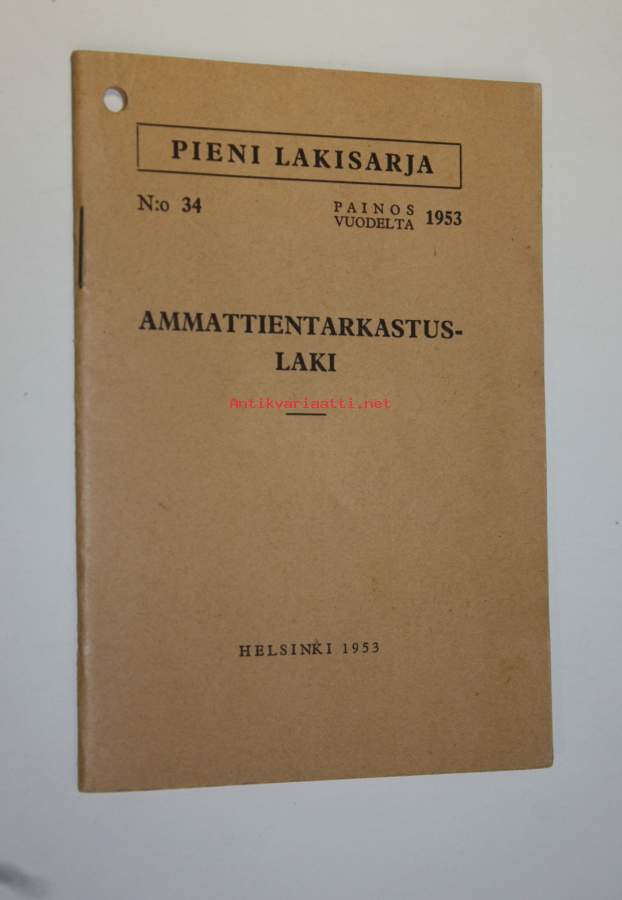 PIENI LAKISARJA
N:o 34 PAINOS VUODELTA 1953
AMMATTIENTARKASTUS-
LAKI
Antikvariaatti.net
HELSINKI 1953